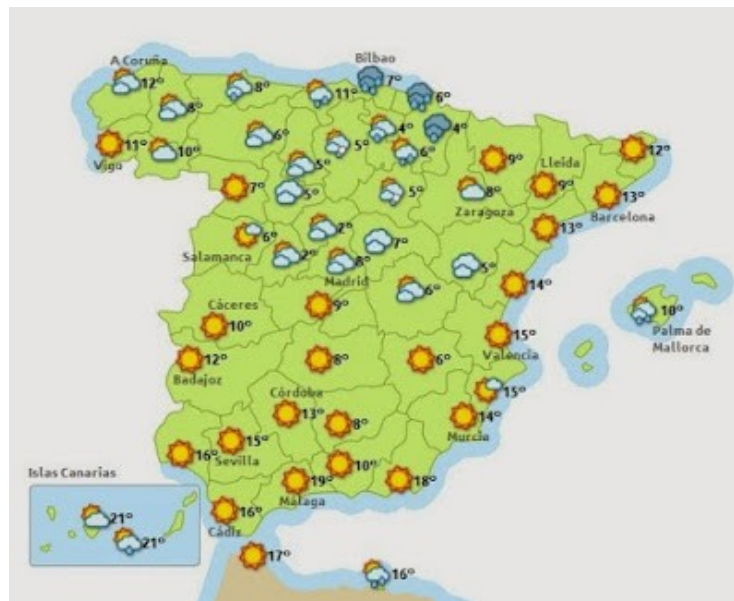 Bilbao
A Coruña
12º
8º
8º
11º
7º
6º
4º
4º
6º
5º
6º
11º
Vigo
10º
5º
5º
7º
5º
9º
Lleida
12º
8º
Zaragoza
9º
13º
Barcelona
13º
6º
Salamanca
2º
2º
7º
8º
Madrid
5º
6º
14º
10º
Palma de
Mallorca
Cáceres
10º
9º
15º
Valencia
12º
Badajoz
8º
6º
15º
Córdoba
13º
8º
14º
Murcia
16º
15º
Sevilla
10º
19º
Málaga
18º
Islas Canarias
21º
21º
16º
Cádiz
17º
16º